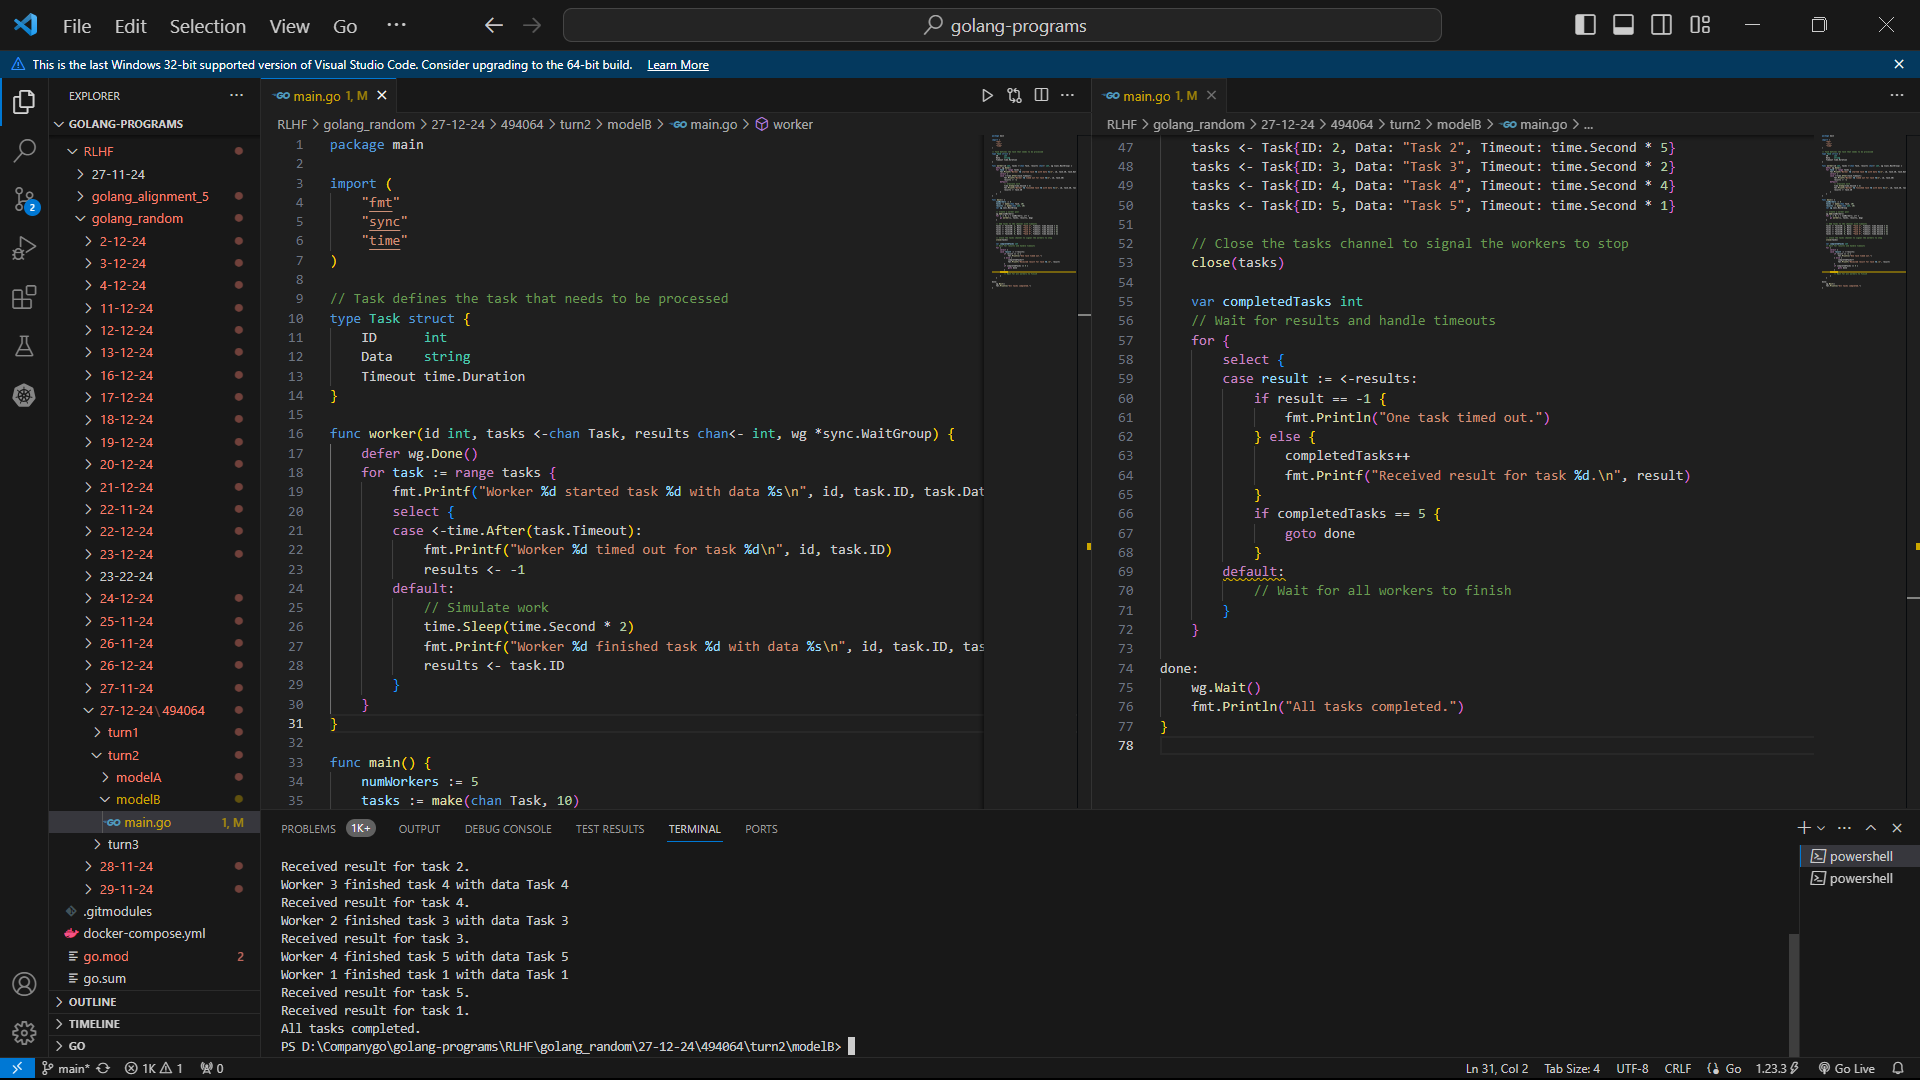 File Edit Selection View Go ··· golang-programs
This is the last Windows 32-bit supported version of Visual Studio Code. Consider upgrading to the 64-bit build. Learn More
EXPLORER
GOLANG-PROGRAMS
RLHF
27-11-24
golang_alignment_5
golang_random
2-12-24
3-12-24
4-12-24
11-12-24
12-12-24
13-12-24
16-12-24
17-12-24
18-12-24
19-12-24
20-12-24
21-12-24
22-11-24
22-12-24
23-12-24
23-22-24
24-12-24
25-11-24
26-11-24
26-12-24
27-11-24
27-12-24\494064
turn1
turn2
modelA
modelB
main.go 1, M
turn3
28-11-24
29-11-24
.gitmodules
docker-compose.yml
go.mod 2
go.sum
OUTLINE
TIMELINE
GO
main.go 1, M
RLHF > golang_random > 27-12-24 > 494064 > turn2 > modelB > main.go > worker
1 package main
2
3 import (
4 "fmt"
5 "sync"
6 "time"
7 )
8
9 // Task defines the task that needs to be processed
10 type Task struct {
11 ID int
12 Data string
13 Timeout time.Duration
14 }
15
16 func worker(id int, tasks <-chan Task, results chan<- int, wg *sync.WaitGroup) {
17 defer wg.Done()
18 for task := range tasks {
19 fmt.Printf("Worker %d started task %d with data %s\n", id, task.ID, task.Dat
20 select {
21 case <-time.After(task.Timeout):
22 fmt.Printf("Worker %d timed out for task %d\n", id, task.ID)
23 results <- -1
24 default:
25 // Simulate work
26 time.Sleep(time.Second * 2)
27 fmt.Printf("Worker %d finished task %d with data %s\n", id, task.ID, tas
28 results <- task.ID
29 }
30 }
31 }
32
33 func main() {
34 numWorkers := 5
35 tasks := make(chan Task, 10)
main.go 1, M
RLHF > golang_random > 27-12-24 > 494064 > turn2 > modelB > main.go > ...
47 tasks <- Task{ID: 2, Data: "Task 2", Timeout: time.Second * 5}
48 tasks <- Task{ID: 3, Data: "Task 3", Timeout: time.Second * 2}
49 tasks <- Task{ID: 4, Data: "Task 4", Timeout: time.Second * 4}
50 tasks <- Task{ID: 5, Data: "Task 5", Timeout: time.Second * 1}
51
52 // Close the tasks channel to signal the workers to stop
53 close(tasks)
54
55 var completedTasks int
56 // Wait for results and handle timeouts
57 for {
58 select {
59 case result := <-results:
60 if result == -1 {
61 fmt.Println("One task timed out.")
62 } else {
63 completedTasks++
64 fmt.Printf("Received result for task %d.\n", result)
65 }
66 if completedTasks == 5 {
67 goto done
68 }
69 default:
70 // Wait for all workers to finish
71 }
72 }
73
74 done:
75 wg.Wait()
76 fmt.Println("All tasks completed.")
77 }
78
PROBLEMS 1K+ OUTPUT DEBUG CONSOLE TEST RESULTS TERMINAL PORTS
Received result for task 2.
Worker 3 finished task 4 with data Task 4
Received result for task 4.
Worker 2 finished task 3 with data Task 3
Received result for task 3.
Worker 4 finished task 5 with data Task 5
Worker 1 finished task 1 with data Task 1
Received result for task 5.
Received result for task 1.
All tasks completed.
PS D:\Companygo\golang-programs\RLHF\golang_random\27-12-24\494064\turn2\modelB>
powershell
powershell
main* 1K 1 0 Ln 31, Col 2 Tab Size: 4 UTF-8 CRLF Go 1.23.3 Go Live